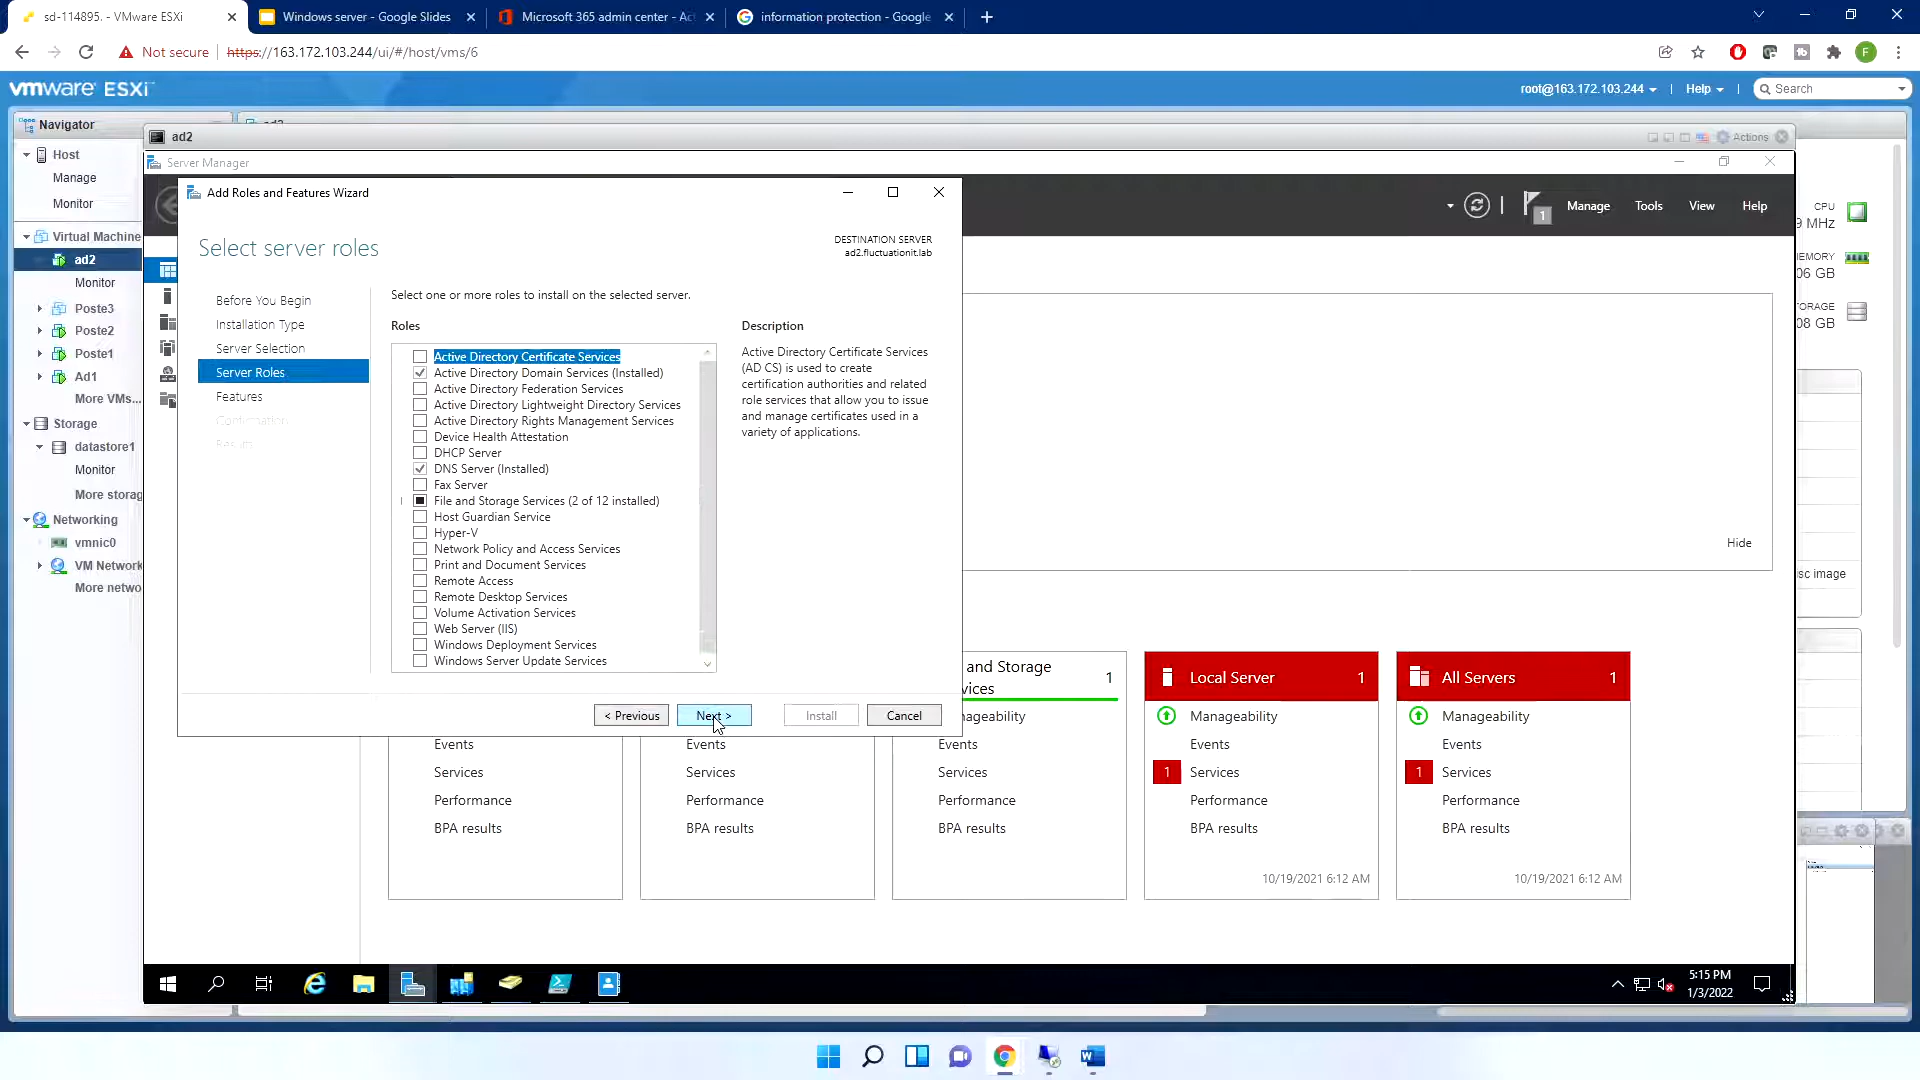 sd-114895. - VMware ESXi
Windows server - Google Slides
Microsoft 365 admin center - Ac
information protection - Google
Not secure
https://163.172.103.244/ui/#/host/vms/6
vmware ESXi
root@163.172.103.244
Help
Search
Navigator
Host
Manage
Monitor
Virtual Machine
ad2
Monitor
Poste3
Poste2
Poste1
Ad1
More VMs...
Storage
datastore1
Monitor
More storag
Networking
vmnic0
VM Network
More netwo
ad2
Actions
Server Manager
Manage
Tools
View
Help
1
Add Roles and Features Wizard
Select server roles
DESTINATION SERVER
ad2.fluctuationit.lab
Before You Begin
Installation Type
Server Selection
Server Roles
Features
Confirmation
Results
Select one or more roles to install on the selected server.
Roles
Active Directory Certificate Services
Active Directory Domain Services (Installed)
Active Directory Federation Services
Active Directory Lightweight Directory Services
Active Directory Rights Management Services
Device Health Attestation
DHCP Server
DNS Server (Installed)
Fax Server
File and Storage Services (2 of 12 installed)
Host Guardian Service
Hyper-V
Network Policy and Access Services
Print and Document Services
Remote Access
Remote Desktop Services
Volume Activation Services
Web Server (IIS)
Windows Deployment Services
Windows Server Update Services
Description
Active Directory Certificate Services
(AD CS) is used to create
certification authorities and related
role services that allow you to issue
and manage certificates used in a
variety of applications.
< Previous
Next >
Install
Cancel
Hide
CPU
9 MHz
EMORY
06 GB
ORAGE
08 GB
sc image
Events
Services
Performance
BPA results
Events
Services
Performance
BPA results
and Storage
vices
1
nageability
Events
Services
Performance
BPA results
Local Server
1
Manageability
Events
1
Services
Performance
BPA results
10/19/2021 6:12 AM
All Servers
1
Manageability
Events
1
Services
Performance
BPA results
10/19/2021 6:12 AM
5:15 PM
1/3/2022